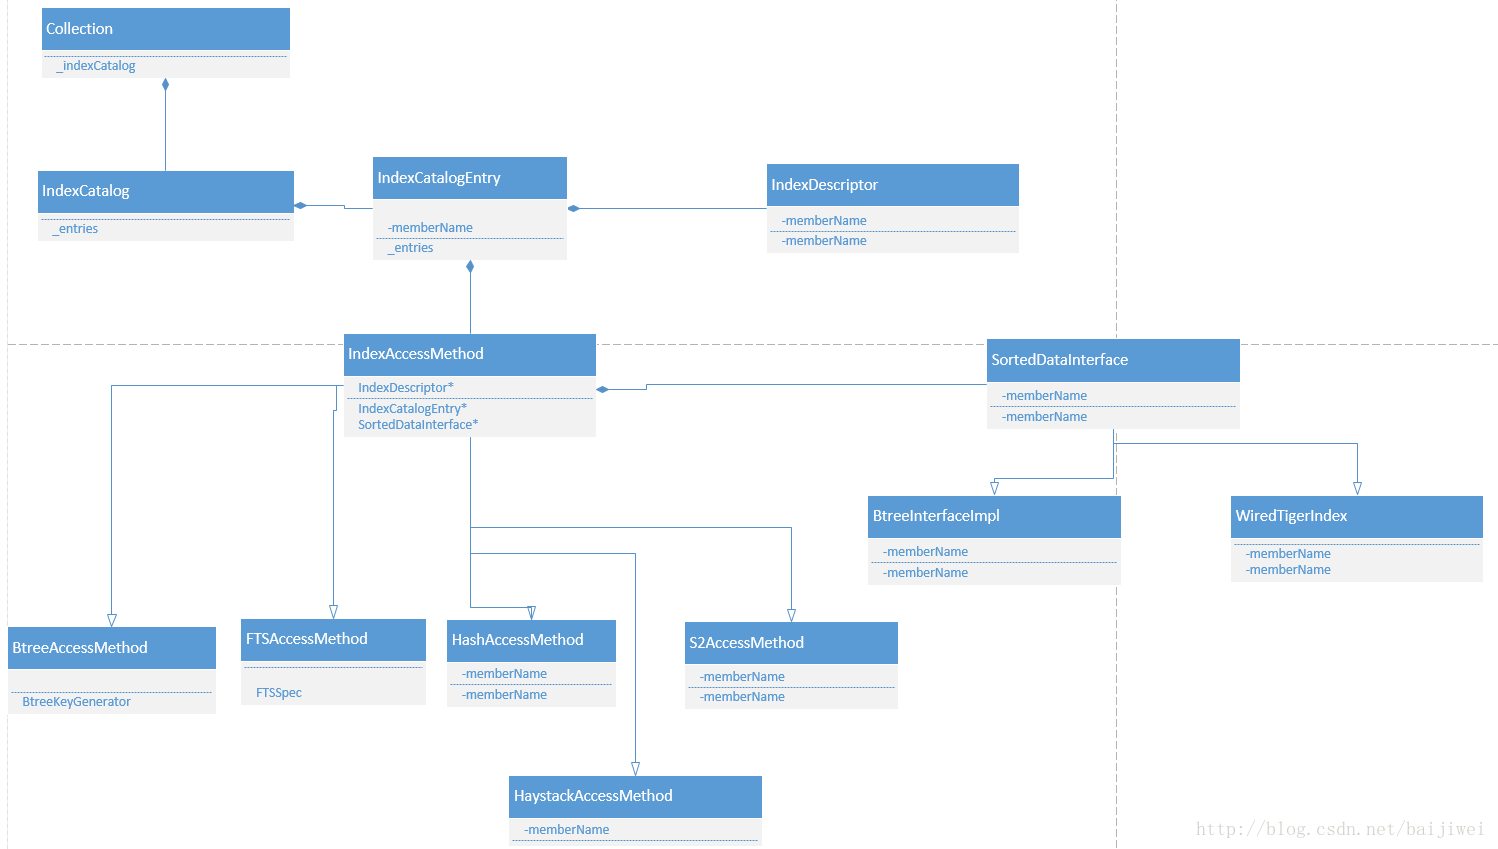 Collection
_indexCatalog
IndexCatalog
_entries
IndexCatalogEntry
-memberName
_entries
IndexDescriptor
-memberName
-memberName
IndexAccessMethod
IndexDescriptor*
IndexCatalogEntry*
SortedDataInterface*
SortedDataInterface
-memberName
-memberName
BtreeInterfaceImpl
-memberName
-memberName
WiredTigerIndex
-memberName
-memberName
BtreeAccessMethod
BtreeKeyGenerator
FTSAccessMethod
FTSSpec
HashAccessMethod
-memberName
-memberName
S2AccessMethod
-memberName
-memberName
HaystackAccessMethod
-memberName
http://blog.csdn.net/baijiwei